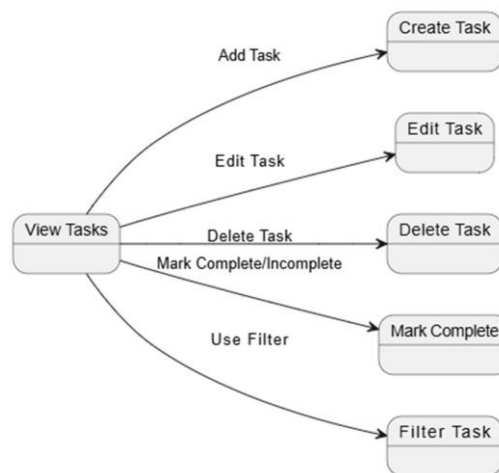 Create Task
Add Task
Edit Task
Edit Task
View Tasks
Delete Task
Delete Task
Mark Complete/Incomplete
Mark Complete
Use Filter
Filter Task